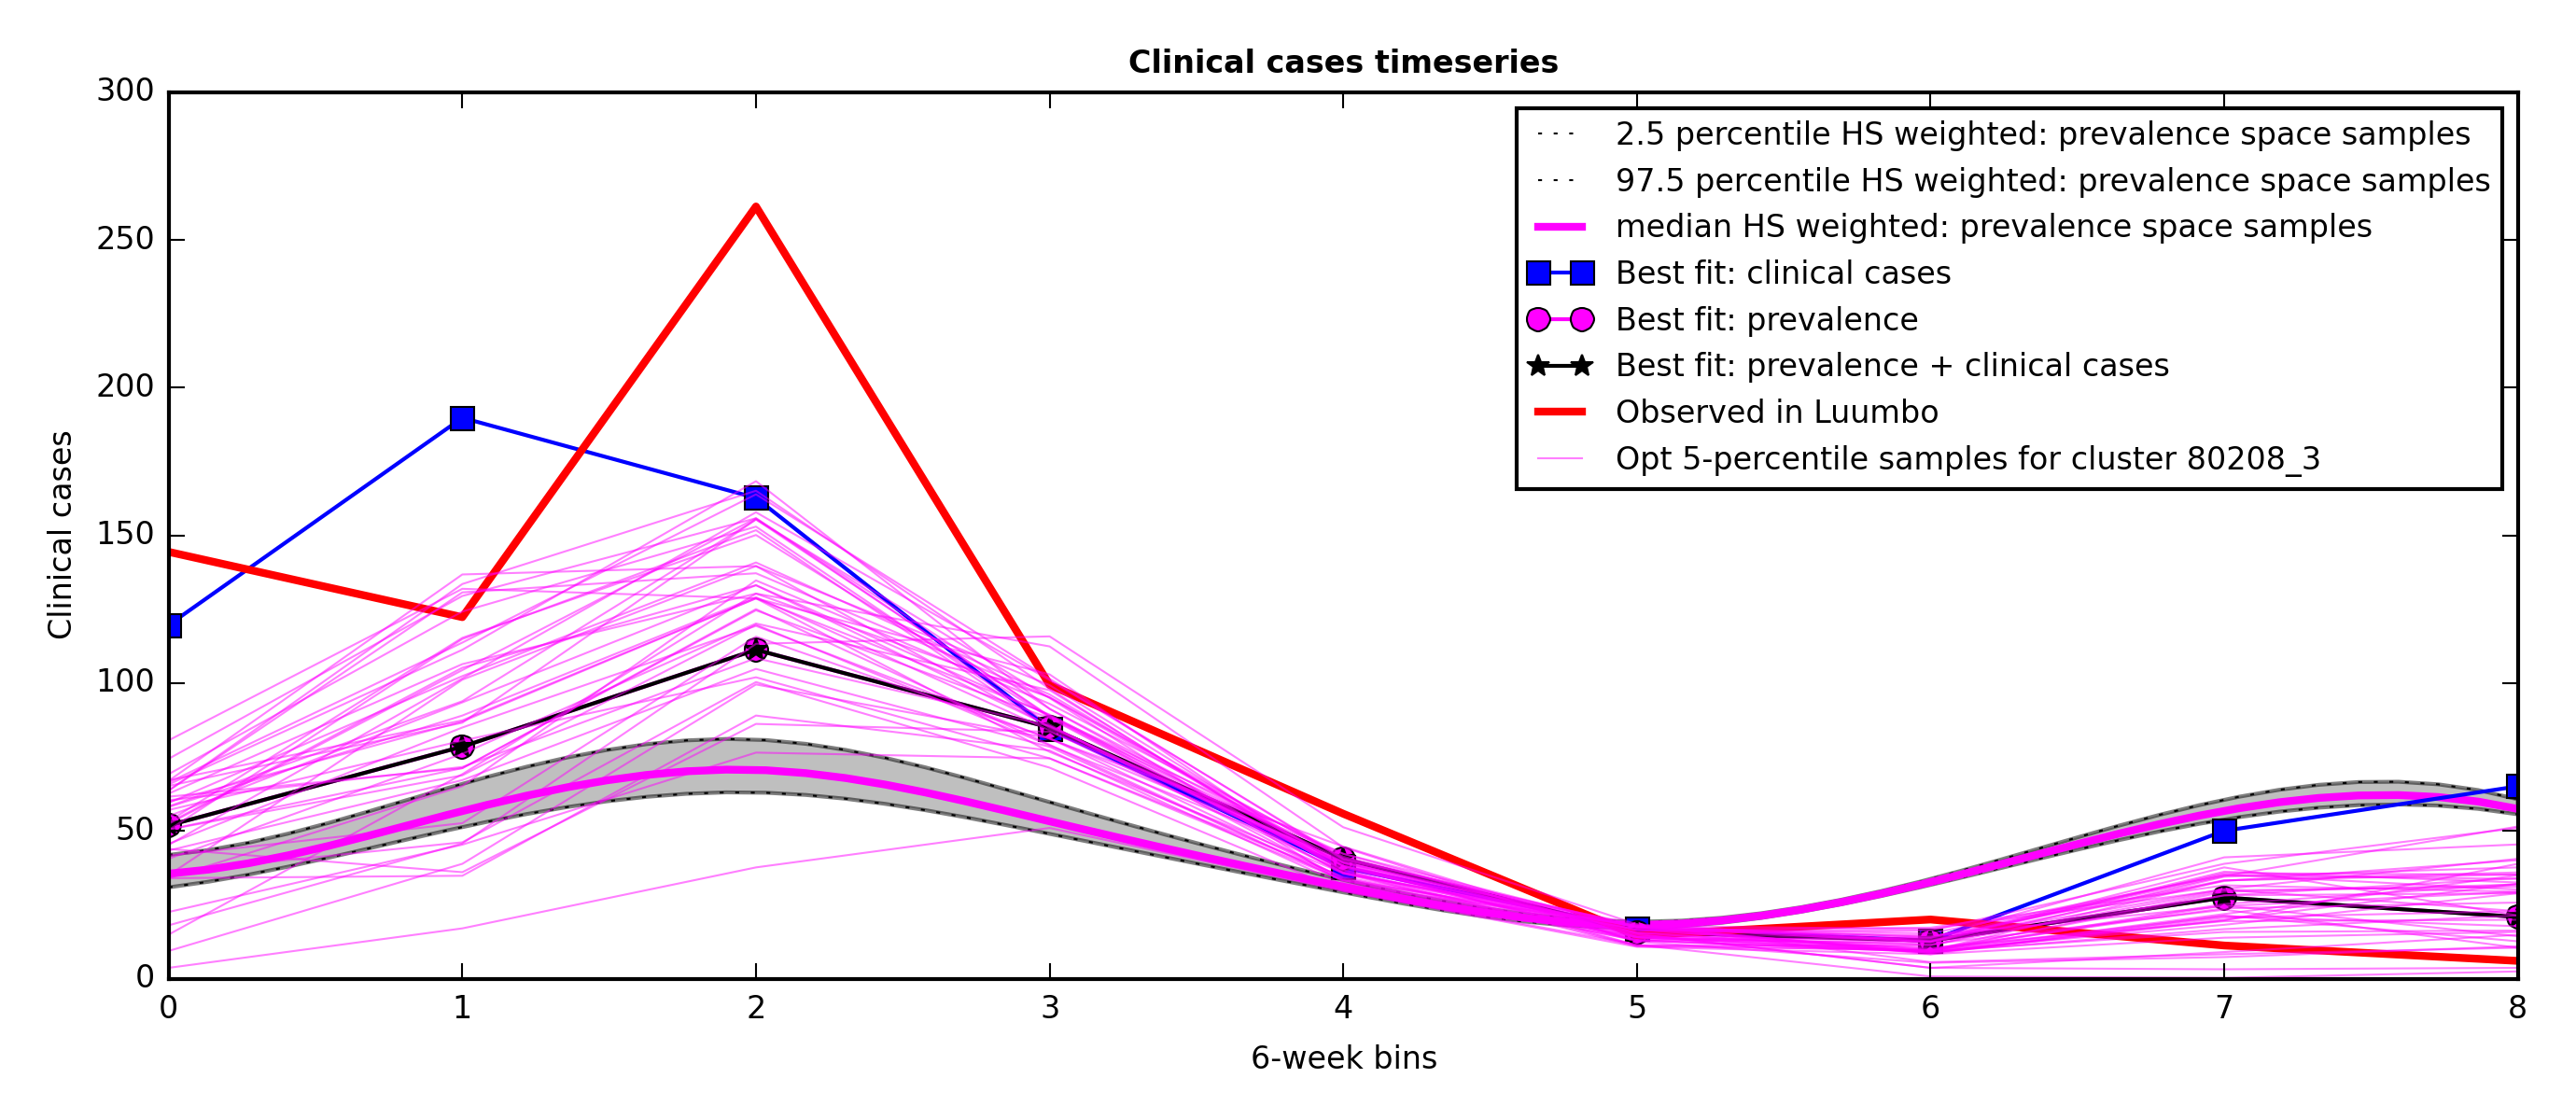 Clinical cases timeseries
300
250
200
150
100
50
0
Clinical cases
2.5 percentile HS weighted: prevalence space samples
97.5 percentile HS weighted: prevalence space samples
median HS weighted: prevalence space samples
Best fit: clinical cases
Best fit: prevalence
Best fit: prevalence + clinical cases
Observed in Luumbo
Opt 5-percentile samples for cluster 80208_3
0 1 2 3 4 5 6 7 8
6-week bins